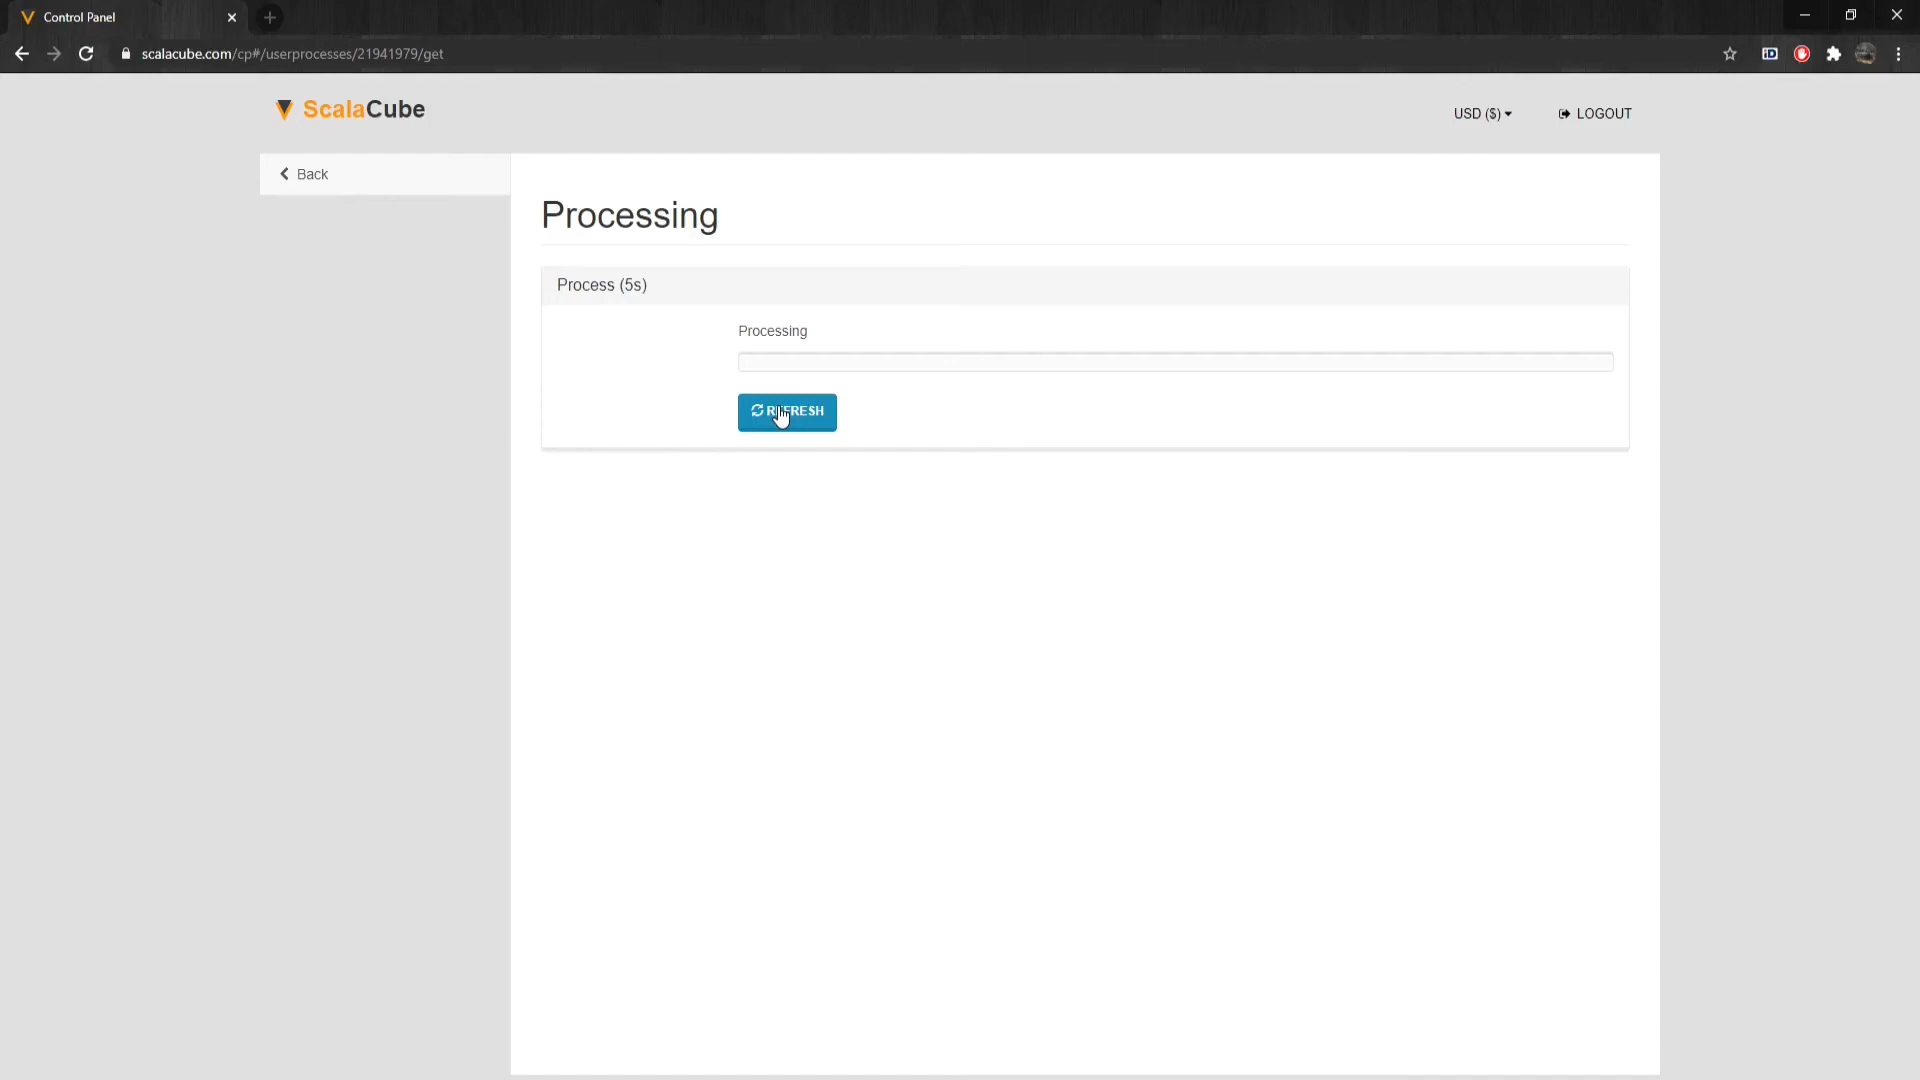 Control Panel
scalacube.com/cp#/userprocesses/21941979/get
ScalaCube
USD ($)
LOGOUT
Back
Processing
Process (5s)
Processing
REFRESH